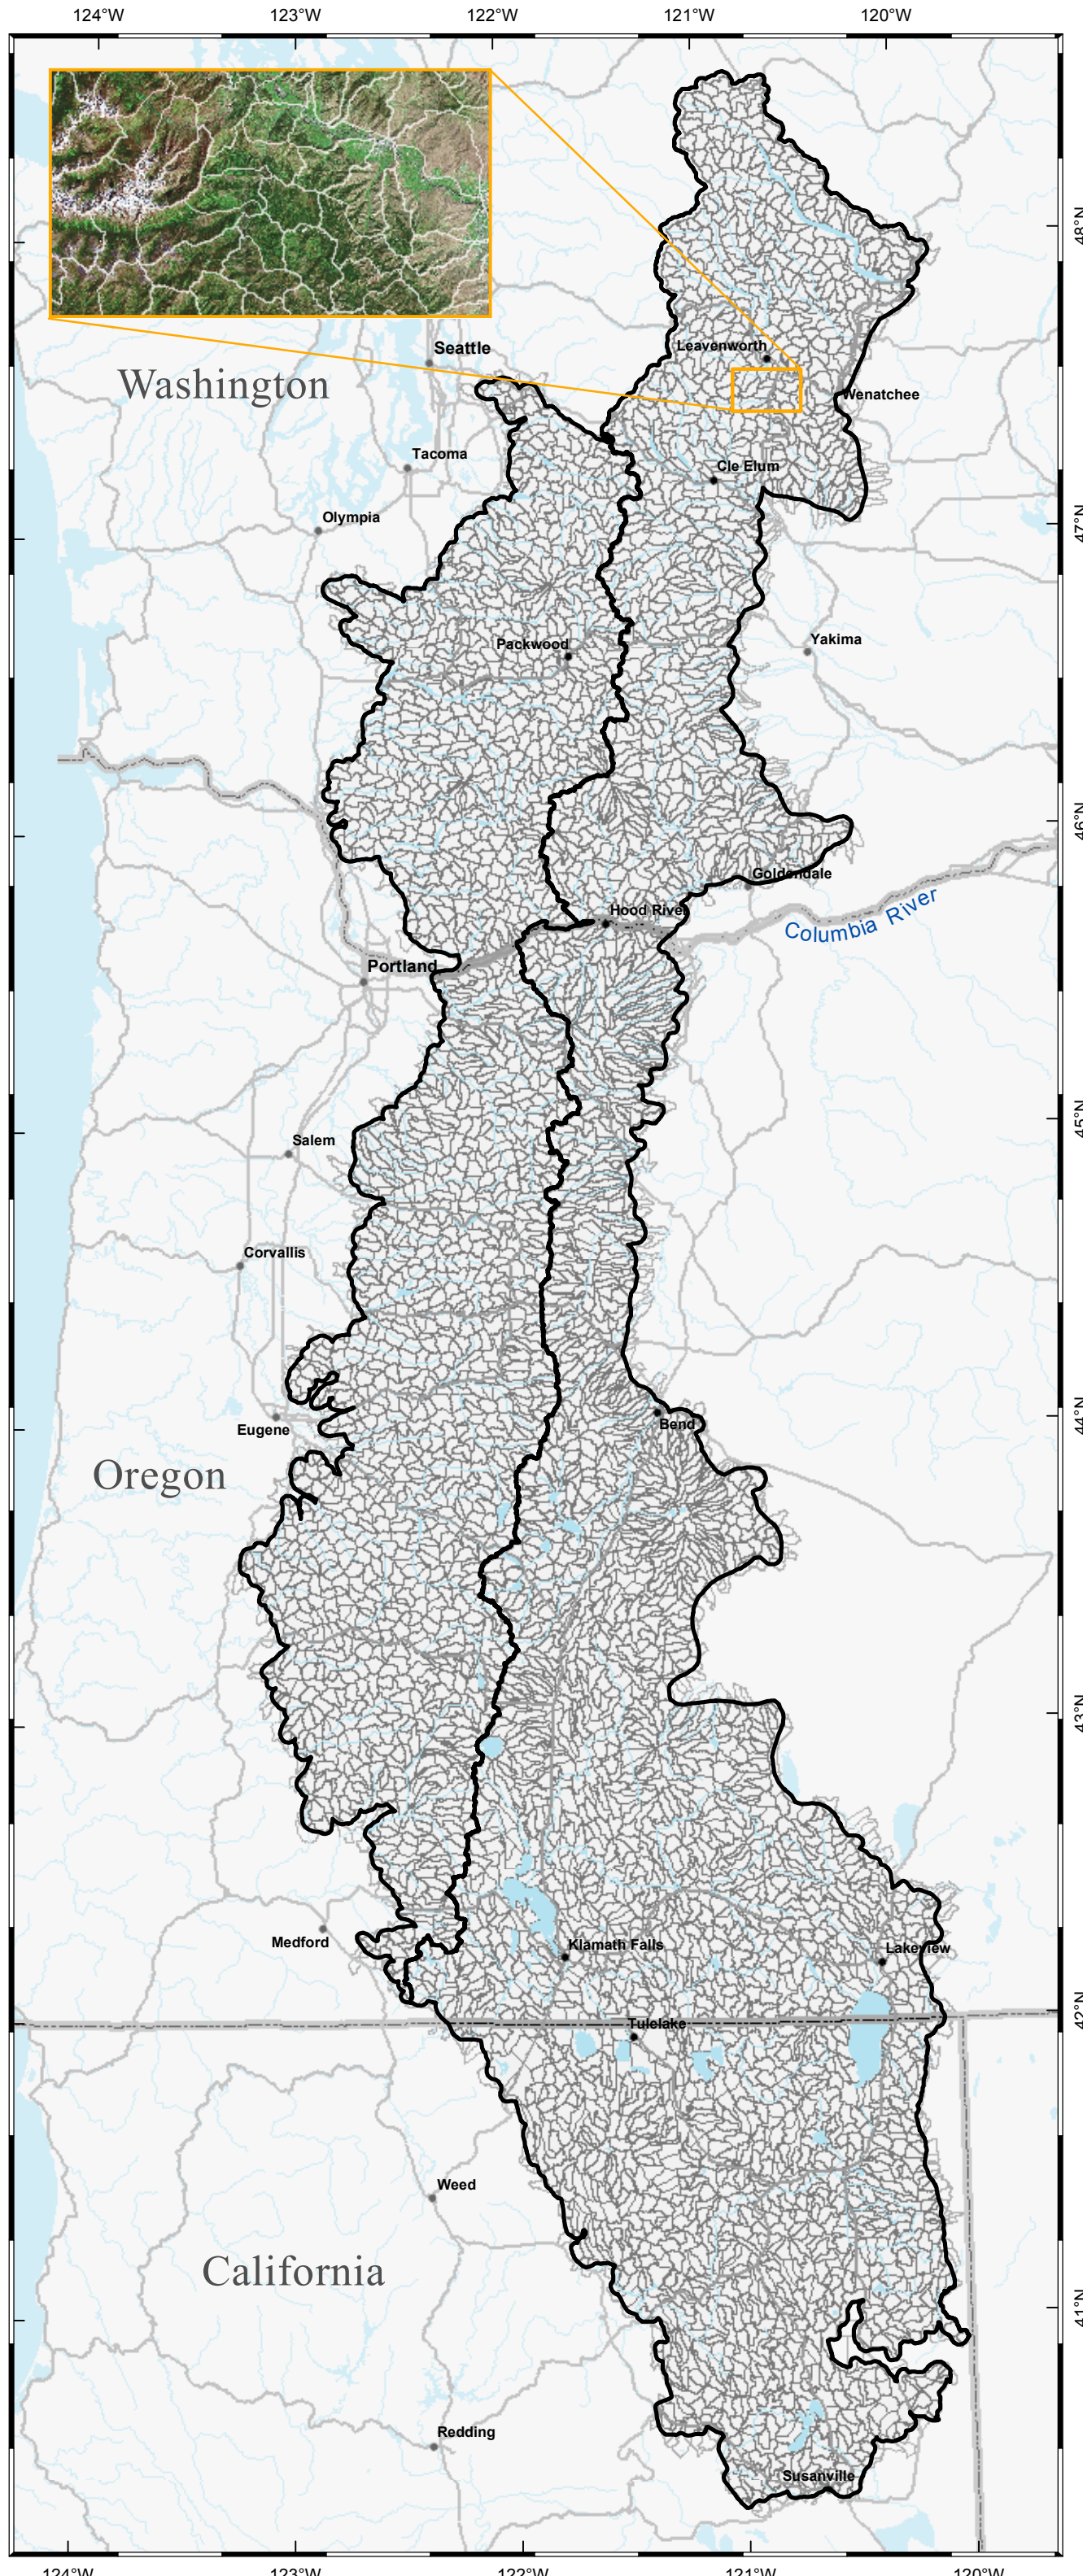 124°W 123°W 122°W 121°W 120°W
48°N
Seattle
Leavenworth
Washington
Wenatchee
Tacoma
Cle Elum
Olympia
47°N
Yakima
Packwood
46°N
Goldendale
Hood River
Columbia River
Portland
45°N
Salem
Corvallis
44°N
Bend
Eugene
Oregon
43°N
Medford
Klamath Falls
Lakeview
42°N
Tulelake
Weed
California
41°N
Redding
Susanville
124°W 123°W 122°W 121°W 120°W